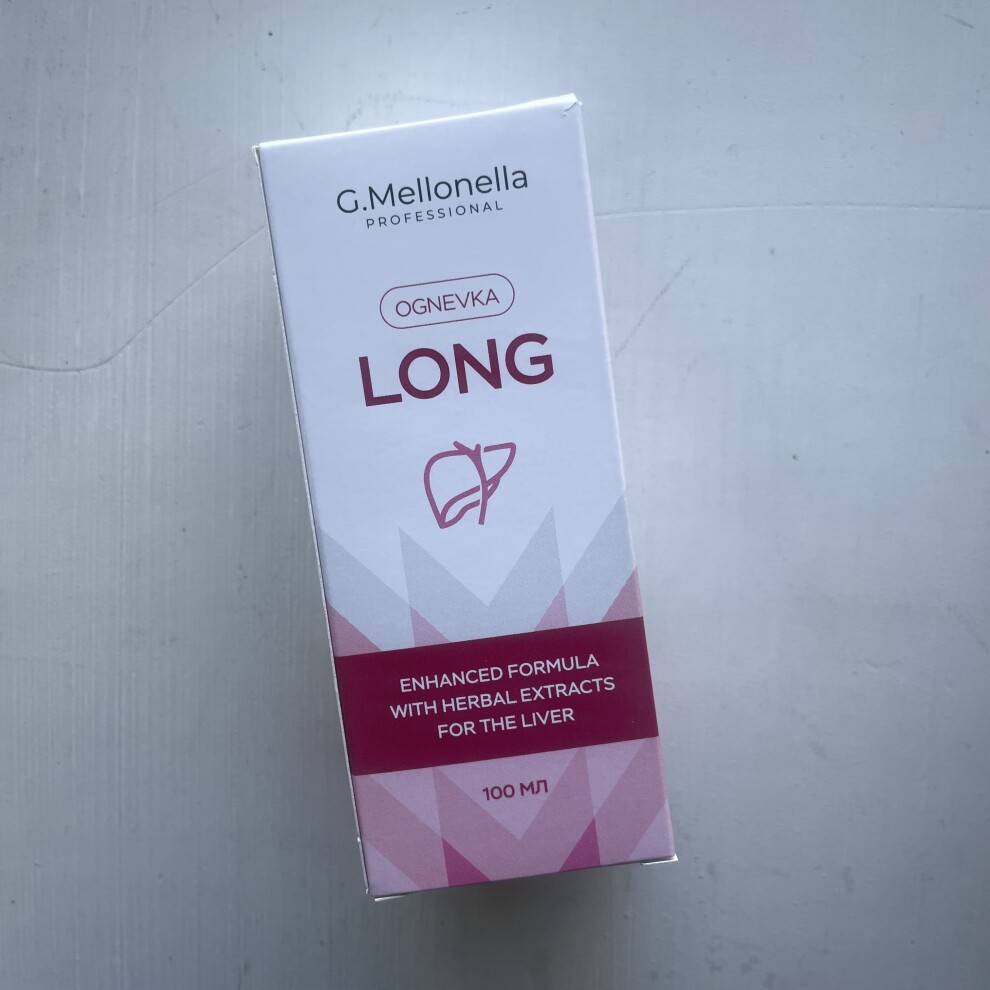 G.Mellonella
PROFESSIONAL
OGNEVKA
LONG
ENHANCED FORMULA
WITH HERBAL EXTRACTS
FOR THE LIVER
100 МЛ